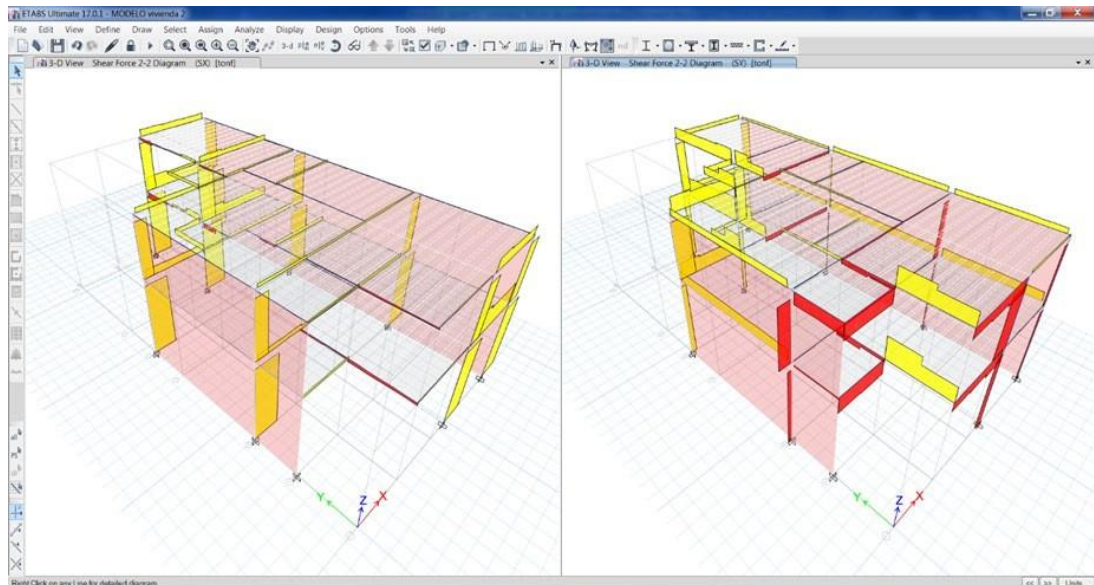 ETABS Ultimate 17.0.1 - MODELO vivienda 2
File Edit View Define Draw Select Assign Analyze Display Design Options Tools Help
3-D View Shear Force 2-2 Diagram (SX) [tonf]
3-D View Shear Force 2-2 Diagram (SY) [tonf]
Y Z X
Y Z X
Right Click on any Line for detailed diagram
<< >> Units